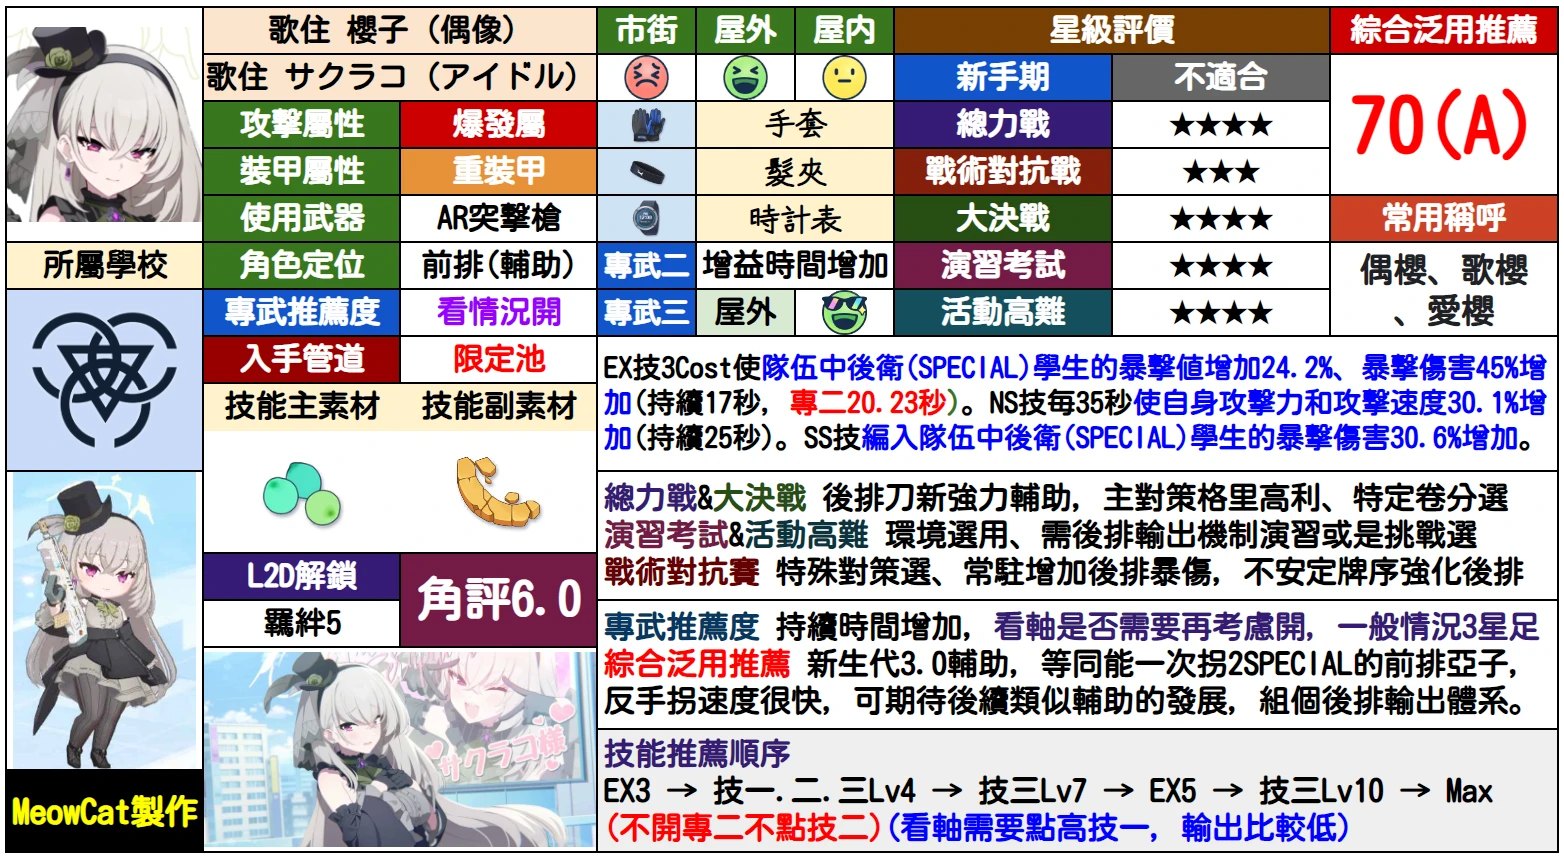 歌住 櫻子（偶像）
市街
屋外
屋內
星級評價
綜合泛用推薦
歌住 サクラコ（アイドル）
新手期
不適合
70(A)
攻擊屬性
爆發屬
手套
總力戰
★★★★
裝甲屬性
重裝甲
髮夾
戰術對抗戰
★★★
使用武器
AR突擊槍
時計表
大決戰
★★★★
常用稱呼
所屬學校
角色定位
前排(輔助)
專武二
增益時間增加
演習考試
★★★★
偶櫻、歌櫻
、愛櫻
專武推薦度
看情況開
專武三
屋外
活動高難
★★★★
入手管道
限定池
技能主素材
技能副素材
EX技3Cost使隊伍中後衛(SPECIAL)學生的暴擊值增加24.2%、暴擊傷害45%增
加(持續17秒，專二20.23秒)。NS技每35秒使自身攻擊力和攻擊速度30.1%增
加(持續25秒)。SS技編入隊伍中後衛(SPECIAL)學生的暴擊傷害30.6%增加。
總力戰&大決戰 後排刀新強力輔助，主對策格里高利、特定卷分選
演習考試&活動高難 環境選用、需後排輸出機制演習或是挑戰選
戰術對抗賽 特殊對策選、常駐增加後排暴傷，不安定牌序強化後排
L2D解鎖
羈絆5
角評6.0
專武推薦度 持續時間增加，看軸是否需要再考慮開，一般情況3星足
綜合泛用推薦 新生代3.0輔助，等同能一次拐2SPECIAL的前排亞子，
反手拐速度很快，可期待後續類似輔助的發展，組個後排輸出體系。
サクラコ様
技能推薦順序
EX3 → 技一.二.三Lv4 → 技三Lv7 → EX5 → 技三Lv10 → Max
(不開專二不點技二)(看軸需要點高技一，輸出比較低)
MeowCat製作